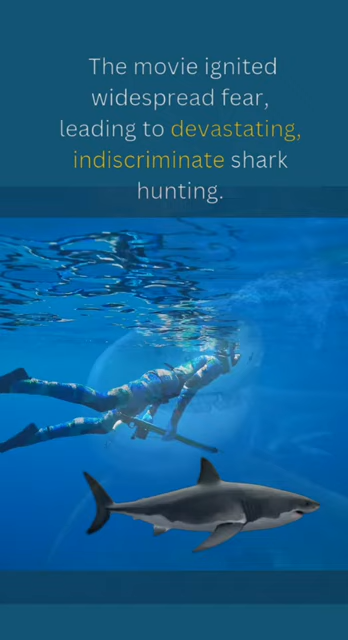 The movie ignited
widespread fear,
leading to devastating,
indiscriminate shark
hunting.